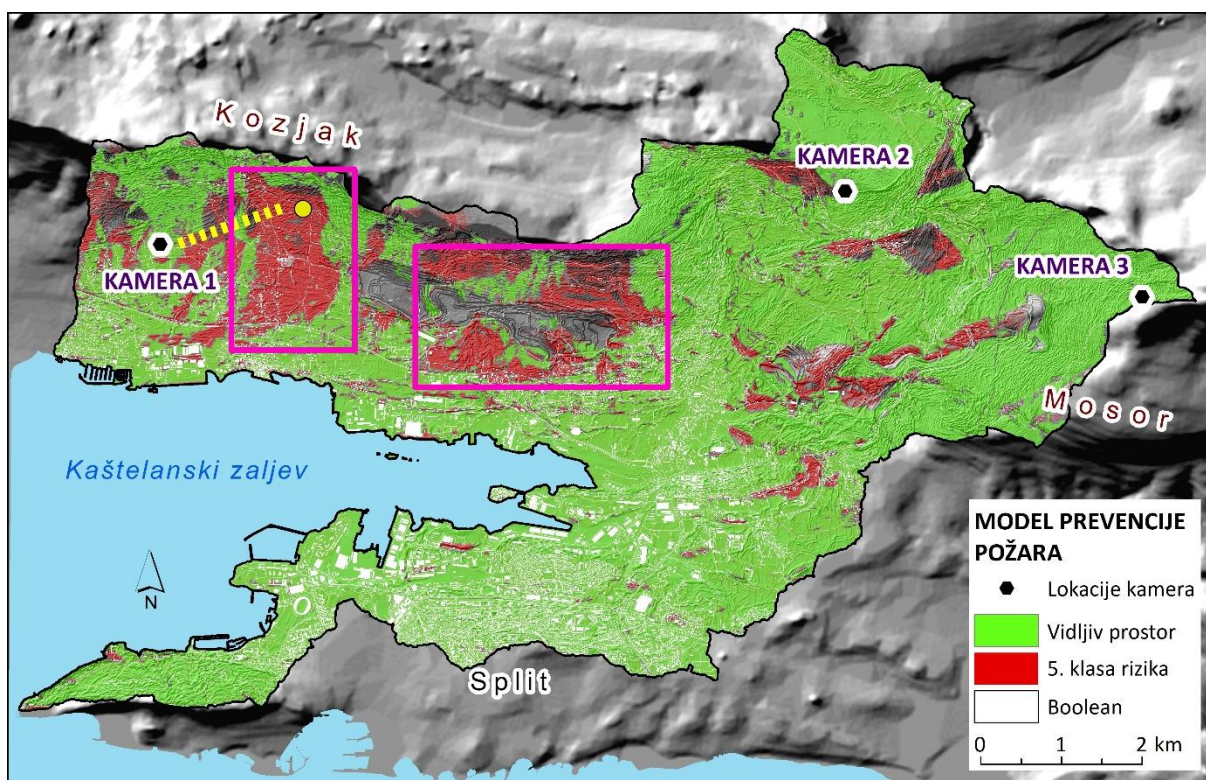 Kozjak
KAMERA 2
KAMERA 1
KAMERA 3
Mosor
Kaštelanski zaljev
N
Split
MODEL PREVENCIJE
POŽARA
Lokacije kamera
Vidljiv prostor
5. klasa rizika
Boolean
0 1 2 km